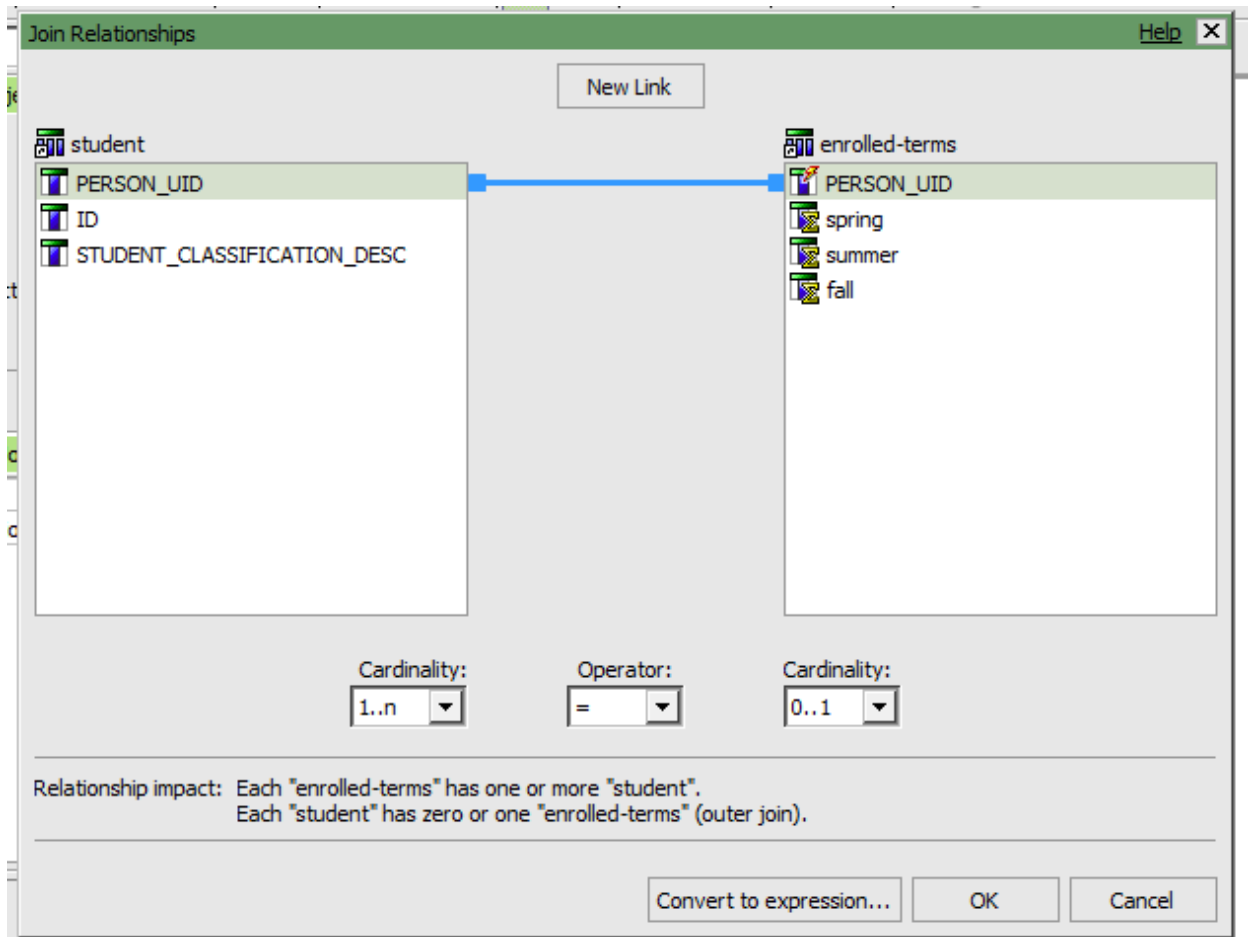 Join Relationships Help
New Link
student enrolled-terms
PERSON_UID PERSON_UID
ID spring
STUDENT_CLASSIFICATION_DESC summer
fall
Cardinality: Operator: Cardinality:
1..n = 0..1
Relationship impact: Each "enrolled-terms" has one or more "student".
Each "student" has zero or one "enrolled-terms" (outer join).
Convert to expression... OK Cancel